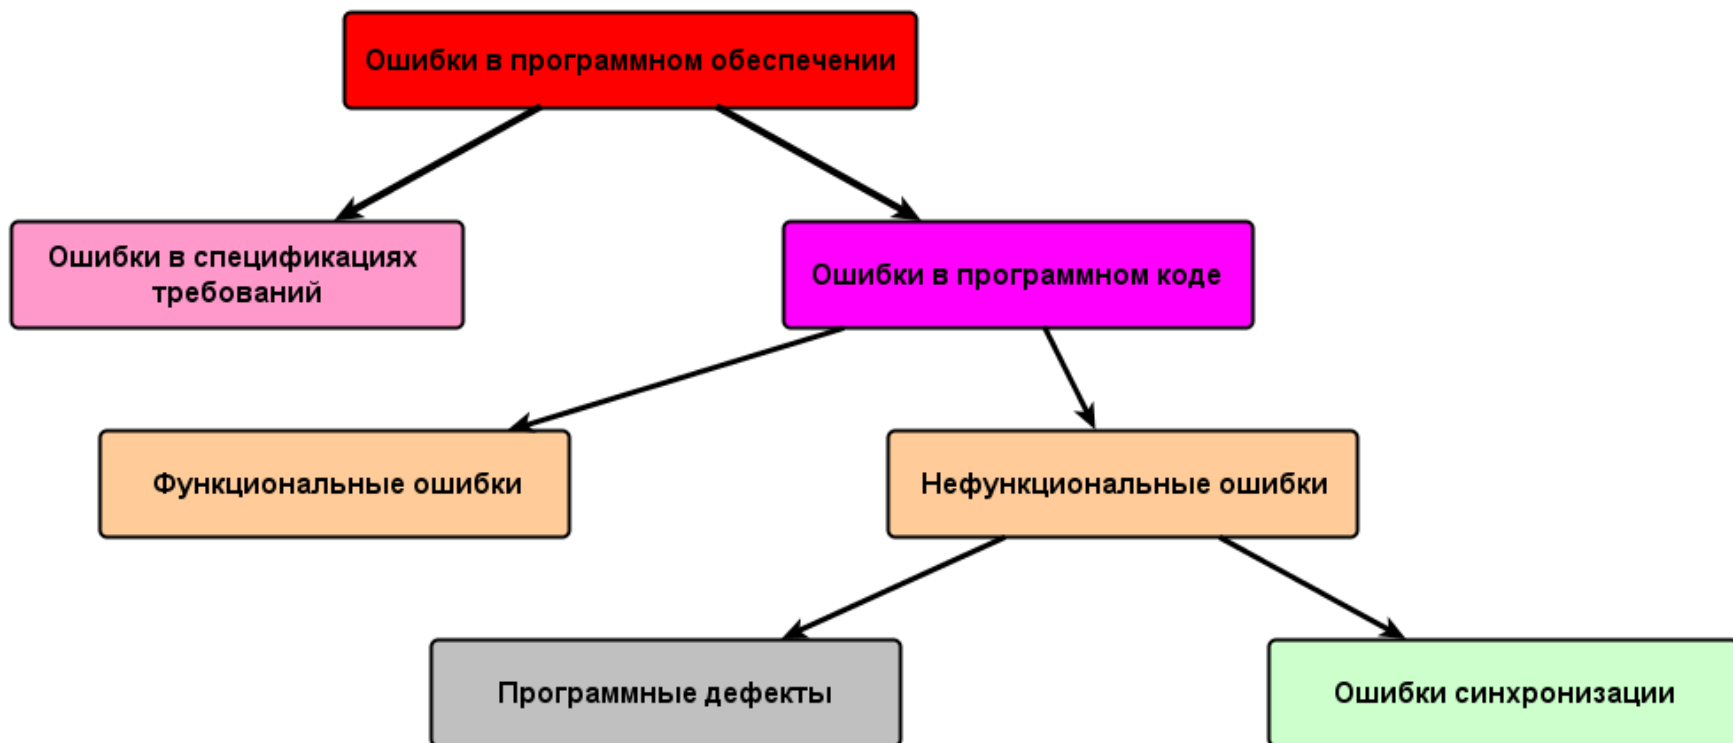 Ошибки в программном обеспечении
Ошибки в спецификациях
требований
Ошибки в программном коде
Функциональные ошибки
Нефункциональные ошибки
Программные дефекты
Ошибки синхронизации